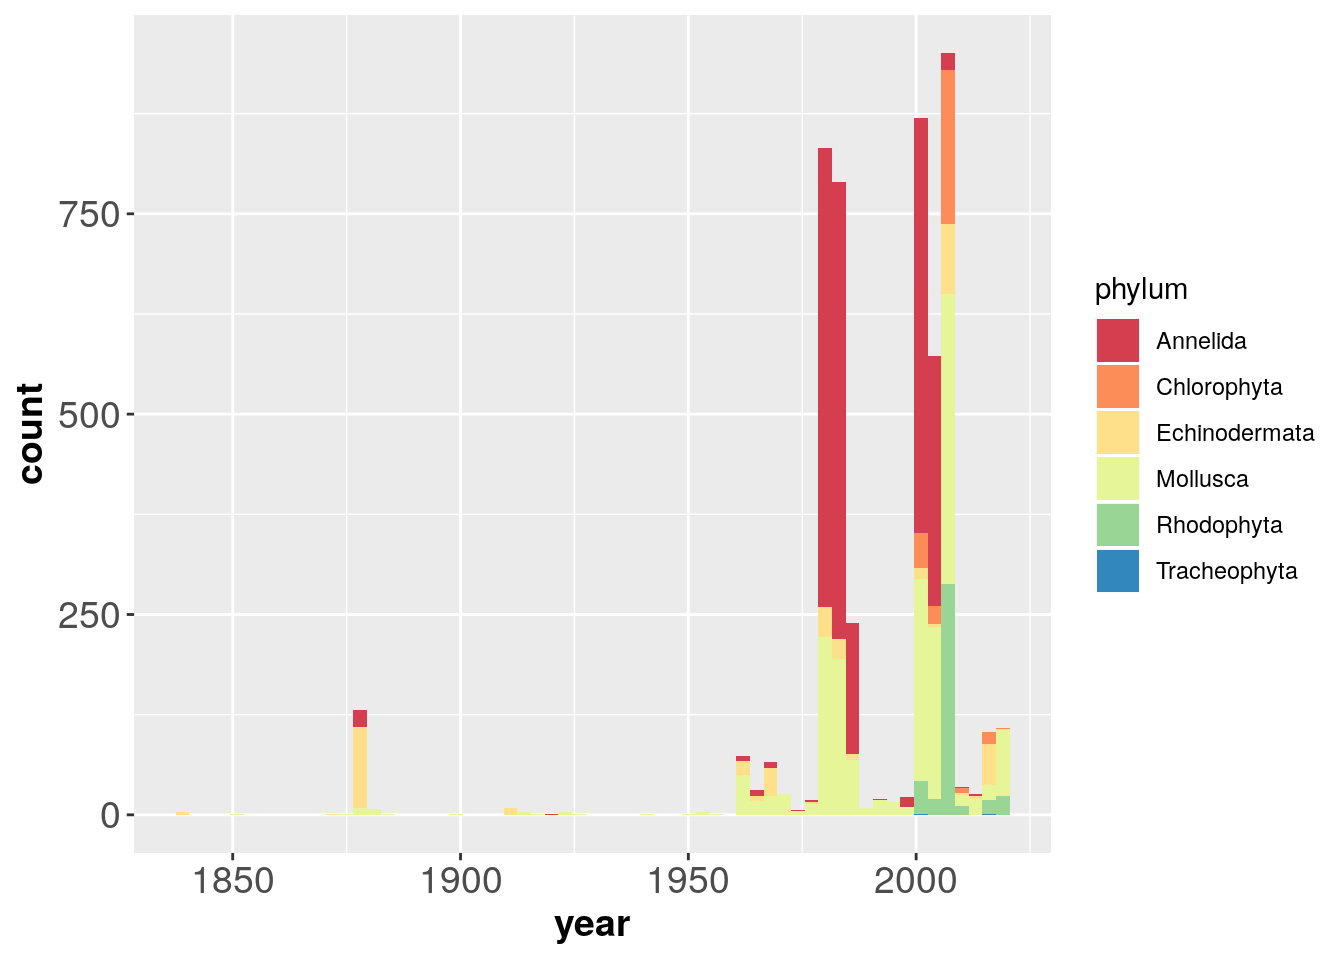 750
500
250
0
count
1850 1900 1950 2000
year
phylum
Annelida
Chlorophyta
Echinodermata
Mollusca
Rhodophyta
Tracheophyta